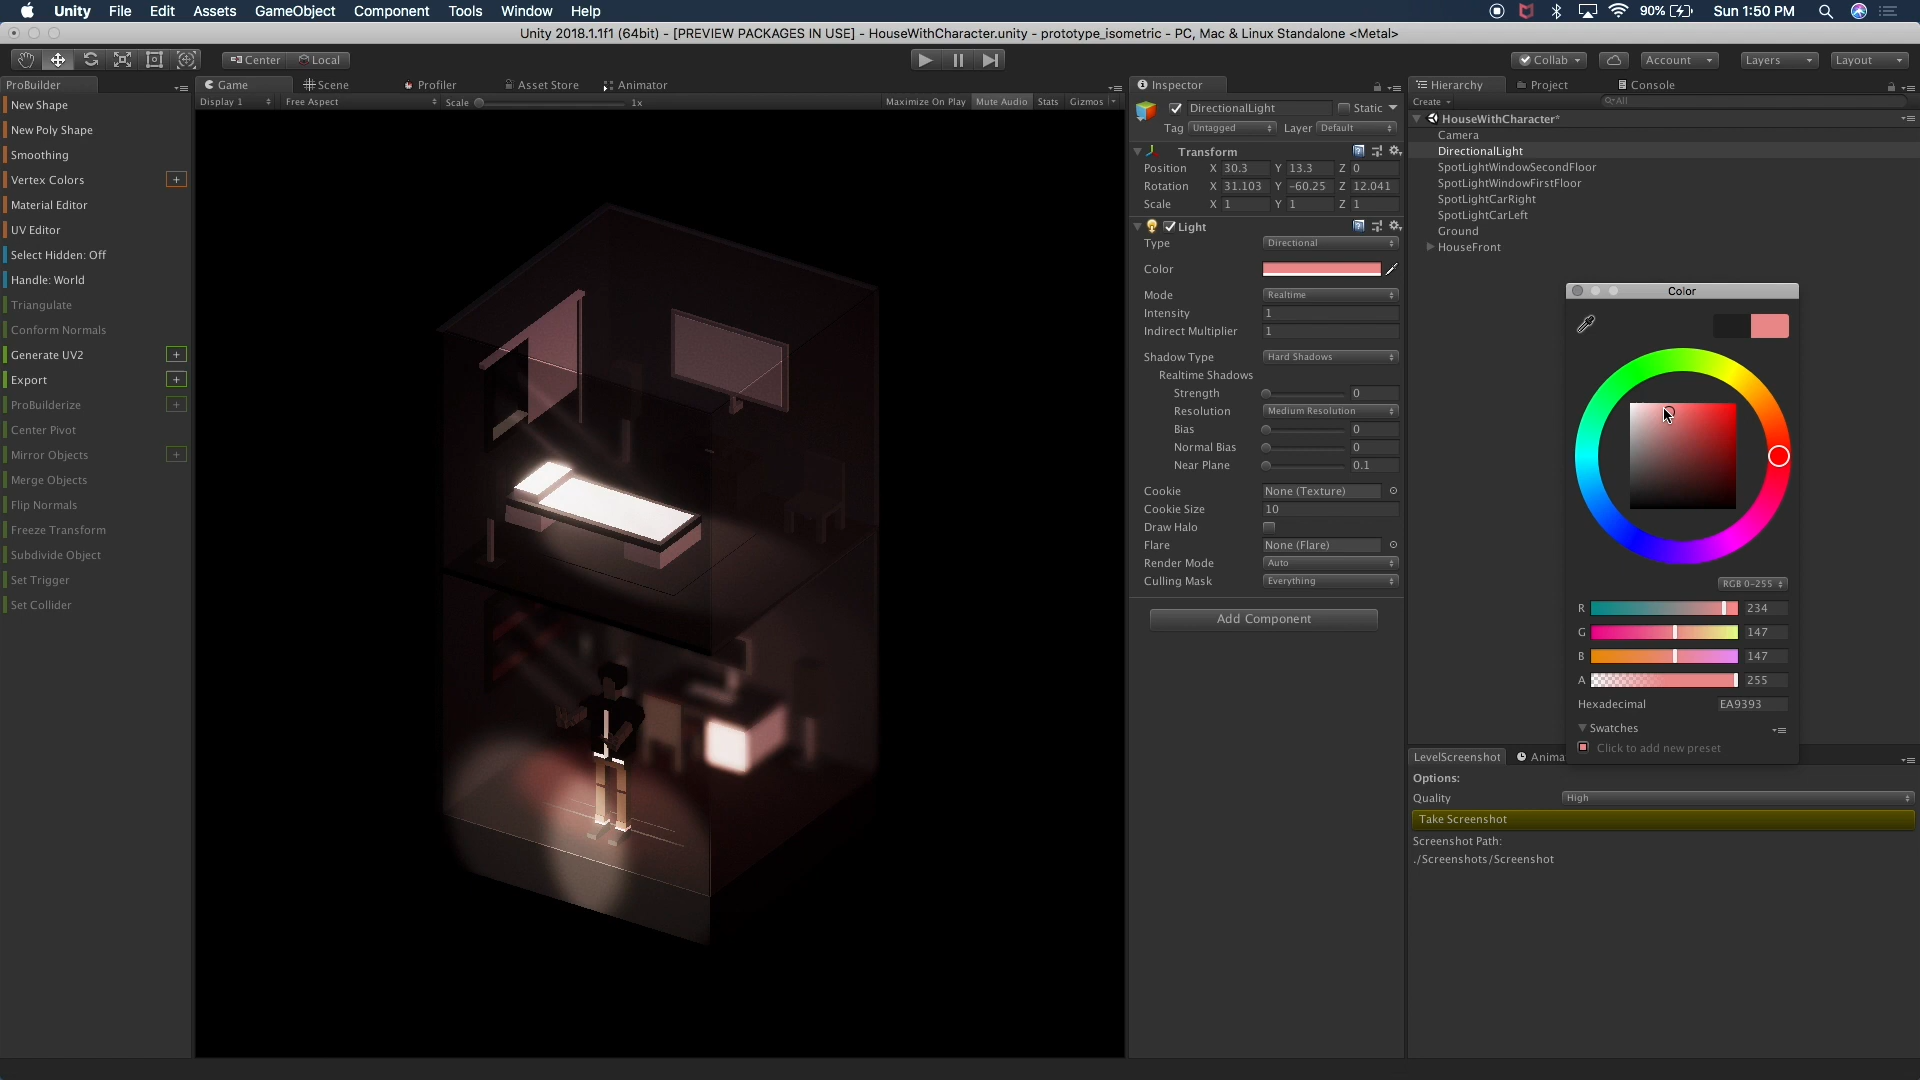 Unity File Edit Assets GameObject Component Tools Window Help 90% Sun 1:50 PM
Unity 2018.1.1f1 (64bit) - [PREVIEW PACKAGES IN USE] - HouseWithCharacter.unity - prototype_isometric - PC, Mac & Linux Standalone <Metal>
Center Local Collab Account Layers Layout
ProBuilder
New Shape
New Poly Shape
Smoothing
Vertex Colors +
Material Editor
UV Editor
Select Hidden: Off
Handle: World
Triangulate
Conform Normals
Generate UV2 +
Export +
ProBuilderize +
Center Pivot
Mirror Objects +
Merge Objects
Flip Normals
Freeze Transform
Subdivide Object
Set Trigger
Set Collider
Game Scene Profiler Asset Store Animator
Display 1 Free Aspect Scale 1x Maximize On Play Mute Audio Stats Gizmos
Inspector
DirectionalLight Static
Tag Untagged Layer Default
Transform
Position X 30.3 Y 13.3 Z 0
Rotation X 31.103 Y -60.25 Z 12.041
Scale X 1 Y 1 Z 1
Light
Type Directional
Color
Mode Realtime
Intensity 1
Indirect Multiplier 1
Shadow Type Hard Shadows
Realtime Shadows
Strength 0
Resolution Medium Resolution
Bias 0
Normal Bias 0
Near Plane 0.1
Cookie None (Texture)
Cookie Size 10
Draw Halo
Flare None (Flare)
Render Mode Auto
Culling Mask Everything
Add Component
Hierarchy Project Console
Create All
HouseWithCharacter*
Camera
DirectionalLight
SpotLightWindowSecondFloor
SpotLightWindowFirstFloor
SpotLightCarRight
SpotLightCarLeft
Ground
HouseFront
Color
RGB 0-255
R 234
G 147
B 147
A 255
Hexadecimal EA9393
Swatches
Click to add new preset
LevelScreenshot Anima
Options:
Quality High
Take Screenshot
Screenshot Path:
./Screenshots/Screenshot